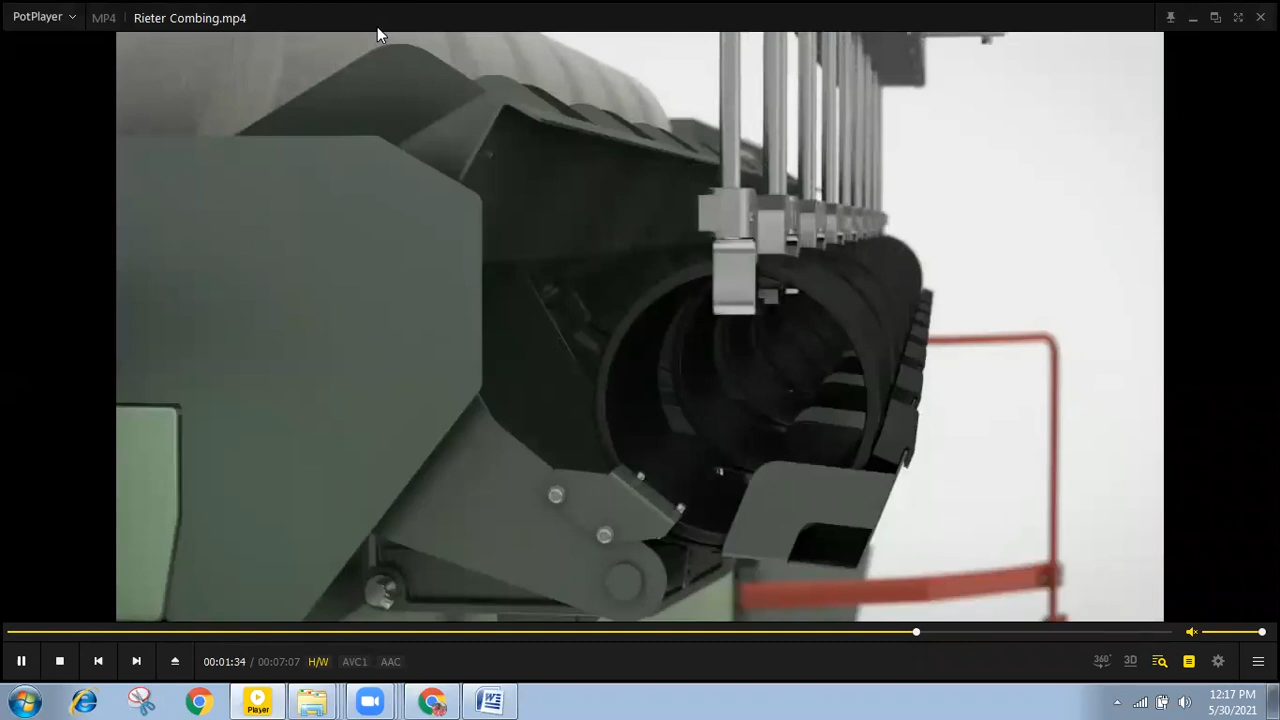 PotPlayer
MP4
Rieter Combing.mp4
00:01:34 / 00:07:07 H/W AVC1 AAC
360° 3D
Player
12:17 PM
5/30/2021